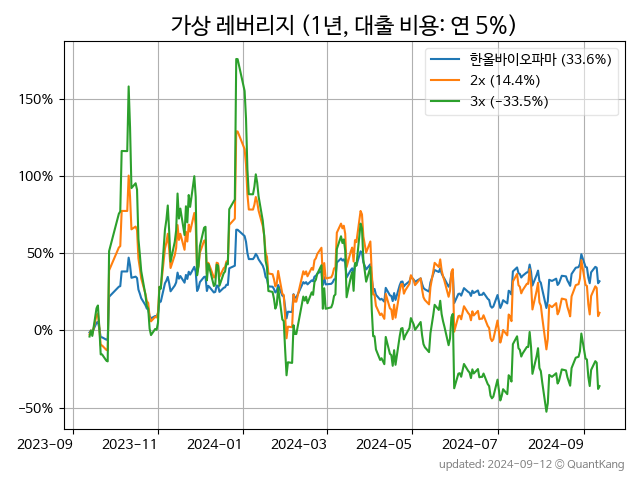 가상 레버리지 (1년, 대출 비용: 연 5%)
한올바이오파마 (33.6%)
2x (14.4%)
3x (−33.5%)
150%
100%
50%
0%
−50%
2023-09
2023-11
2024-01
2024-03
2024-05
2024-07
2024-09
updated: 2024-09-12 © QuantKang